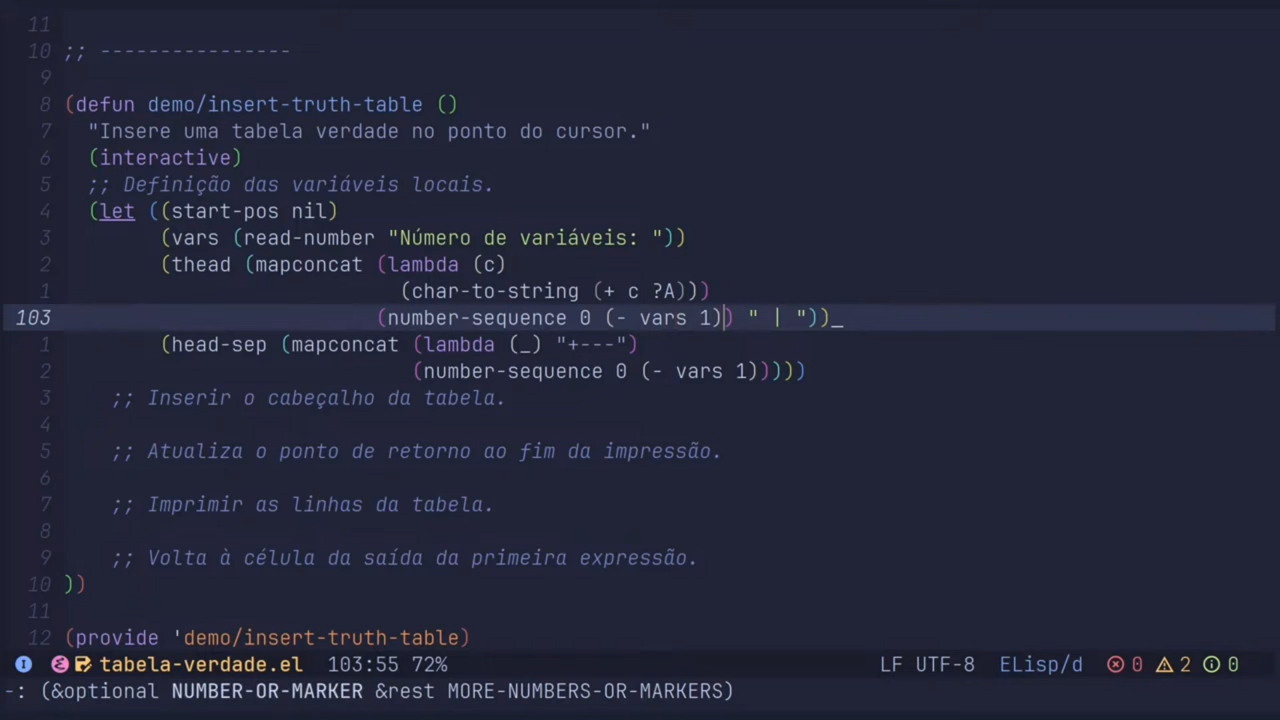 11
10 ;; ----------------
9
8 (defun demo/insert-truth-table ()
7 "Insere uma tabela verdade no ponto do cursor."
6 (interactive)
5 ;; Definição das variáveis locais.
4 (let ((start-pos nil)
3 (vars (read-number "Número de variáveis: "))
2 (thead (mapconcat (lambda (c)
1 (char-to-string (+ c ?A)))
103 (number-sequence 0 (- vars 1)) " | "))_
1 (head-sep (mapconcat (lambda (_) "+---")
2 (number-sequence 0 (- vars 1)))))
3 ;; Inserir o cabeçalho da tabela.
4
5 ;; Atualiza o ponto de retorno ao fim da impressão.
6
7 ;; Imprimir as linhas da tabela.
8
9 ;; Volta à célula da saída da primeira expressão.
10 ))
11
12 (provide 'demo/insert-truth-table)
I tabela-verdade.el 103:55 72% LF UTF-8 ELisp/d 0 2 0
-: (&optional NUMBER-OR-MARKER &rest MORE-NUMBERS-OR-MARKERS)